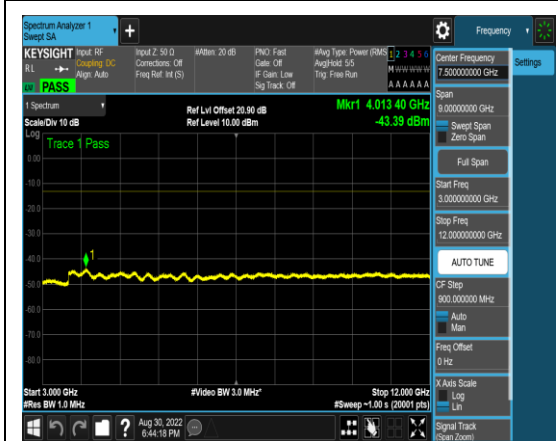 Spectrum Analyzer 1
Swept SA
+
Frequency
KEYSIGHT
RL
PASS
Input: RF
Coupling: DC
Align: Auto
Input Z: 50 Ω
Corrections: Off
Freq Ref: Int (S)
#Atten: 20 dB
PNO: Fast
Gate: Off
IF Gain: Low
Sig Track: Off
#Avg Type: Power (RMS
Avg|Hold: 5/5
Trig: Free Run
1 2 3 4 5 6
M W W W W W
A A A A A A
1 Spectrum
Scale/Div 10 dB
Ref Lvl Offset 20.90 dB
Ref Level 10.00 dBm
Mkr1 4.013 40 GHz
-43.39 dBm
Log
Trace 1 Pass
0.00
-10.0
-20.0
-30.0
-40.0
-50.0
-60.0
-70.0
-80.0
1
Start 3.000 GHz
#Res BW 1.0 MHz
#Video BW 3.0 MHz*
Stop 12.000 GHz
#Sweep ~1.00 s (20001 pts)
Center Frequency
7.500000000 GHz
Settings
Span
9.00000000 GHz
Swept Span
Zero Span
Full Span
Start Freq
3.000000000 GHz
Stop Freq
12.000000000 GHz
AUTO TUNE
CF Step
900.000000 MHz
Auto
Man
Freq Offset
0 Hz
X Axis Scale
Log
Lin
Signal Track
(Span Zoom)
?
Aug 30, 2022
6:44:18 PM